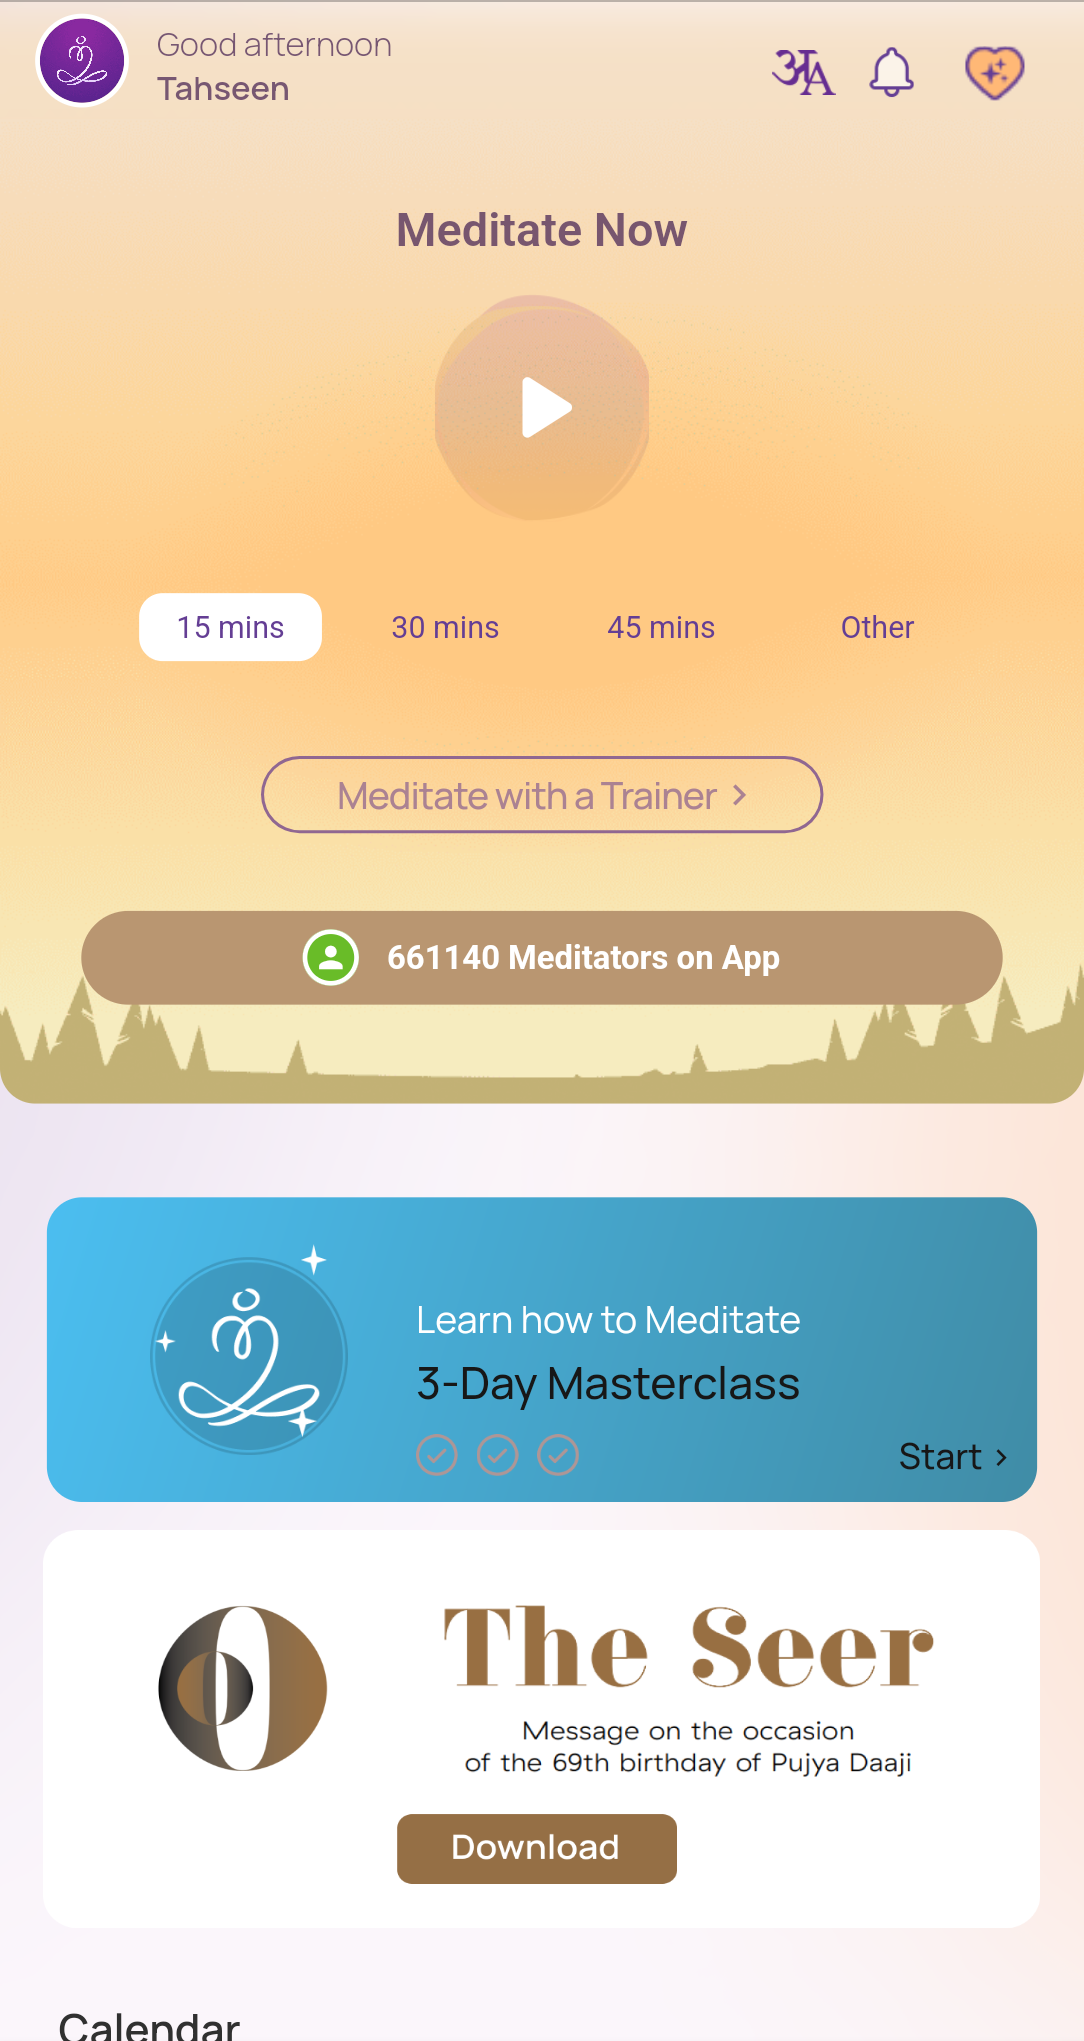 Good afternoon
Tahseen
अA
Meditate Now
15 mins
30 mins
45 mins
Other
Meditate with a Trainer >
661140 Meditators on App
Learn how to Meditate
3-Day Masterclass
Start >
The Seer
Message on the occasion
of the 69th birthday of Pujya Daaji
Download
Calendar